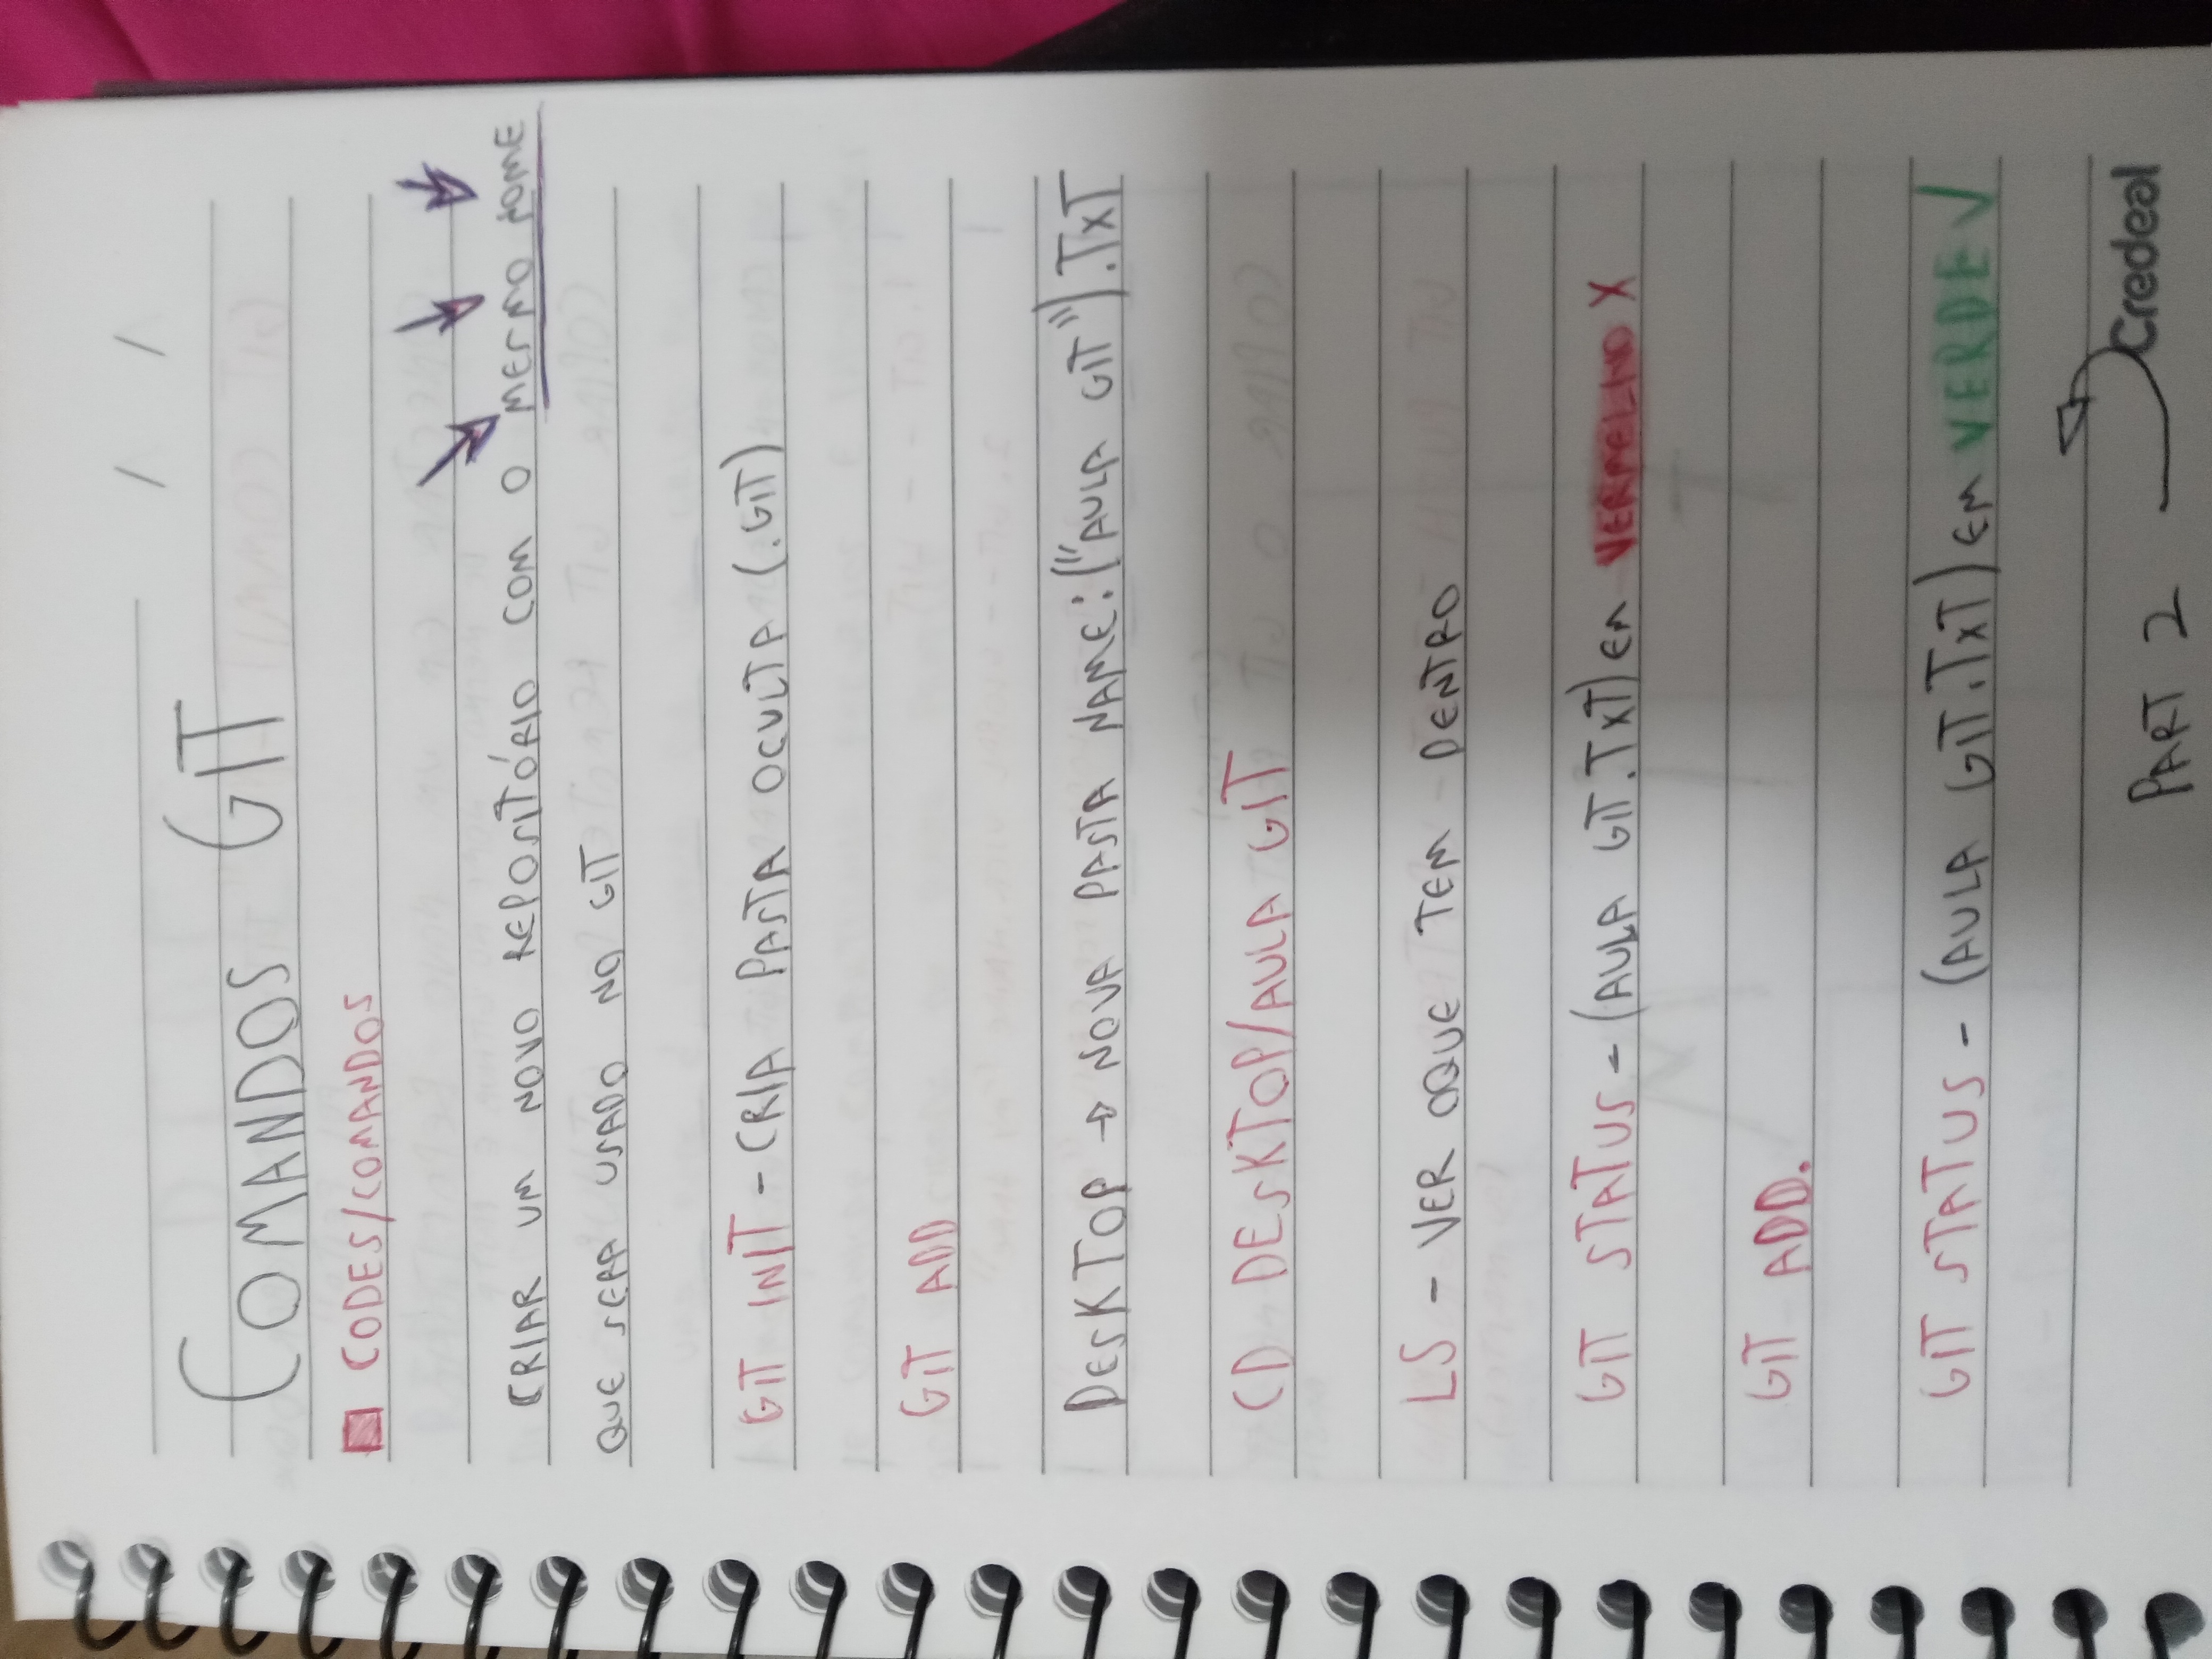 / /
COMANDOS GIT
CODES/COMANDOS
CRIAR UM NOVO REPOSITÓRIO COM O MESMO NOME
QUE SERA USADO NO GIT
GIT INIT - CRIA PASTA OCULTA (.GIT)
GIT ADD
DESKTOP → NOVA PASTA NAME: ("AULA GIT").TXT
CD DESKTOP/AULA GIT
LS - VER OQUE TEM DENTRO
GIT STATUS - (AULA GIT.TXT) EM VERMELHO X
GIT ADD.
GIT STATUS - (AULA GIT.TXT) EM VERDE √
PART 2
Credeal